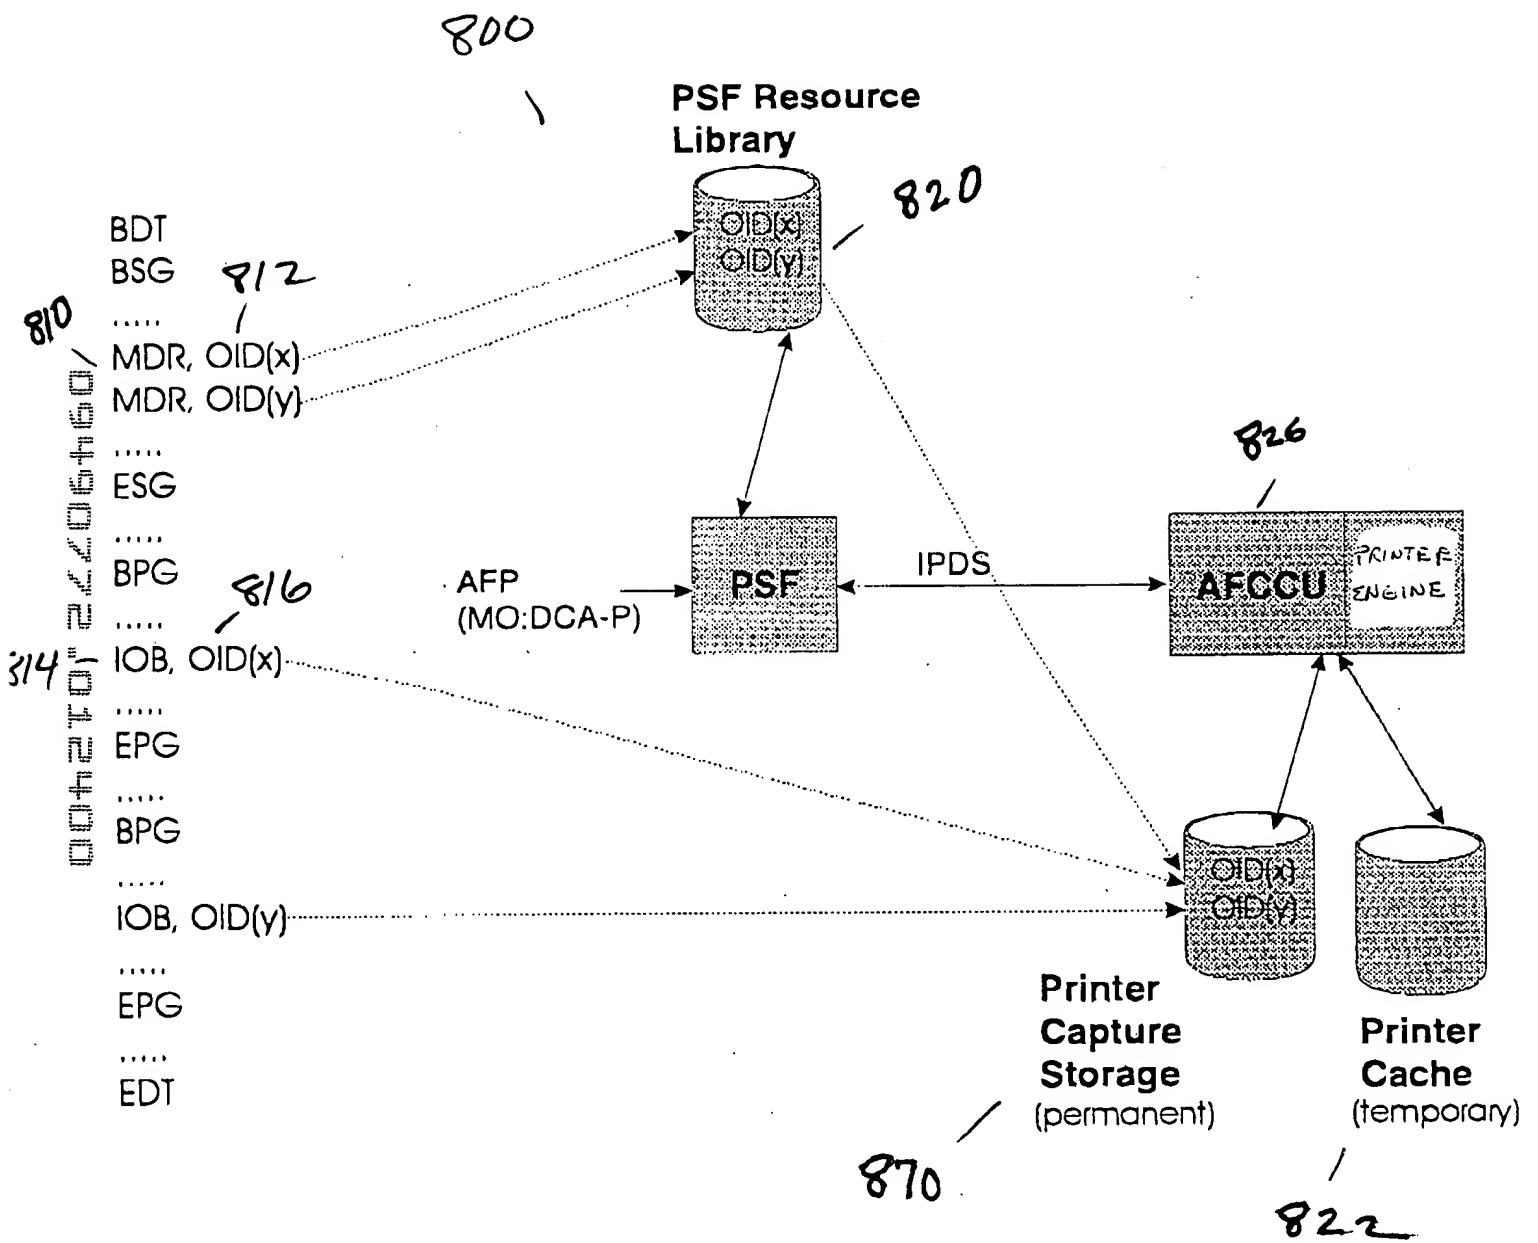 800
PSF Resource
Library
820
OID(x)
OID(y)
BDT
BSG
812
.....
810
MDR, OID(x)
MDR, OID(y)
.....
ESG
.....
BPG
816
.....
314
IOB, OID(x)
.....
EPG
.....
BPG
.....
IOB, OID(y)
.....
EPG
.....
EDT
AFP
(MO:DCA-P)
PSF
IPDS
826
AFCCU
PRINTER
ENGINE
OID(x)
OID(y)
Printer
Capture
Storage
(permanent)
870
Printer
Cache
(temporary)
822